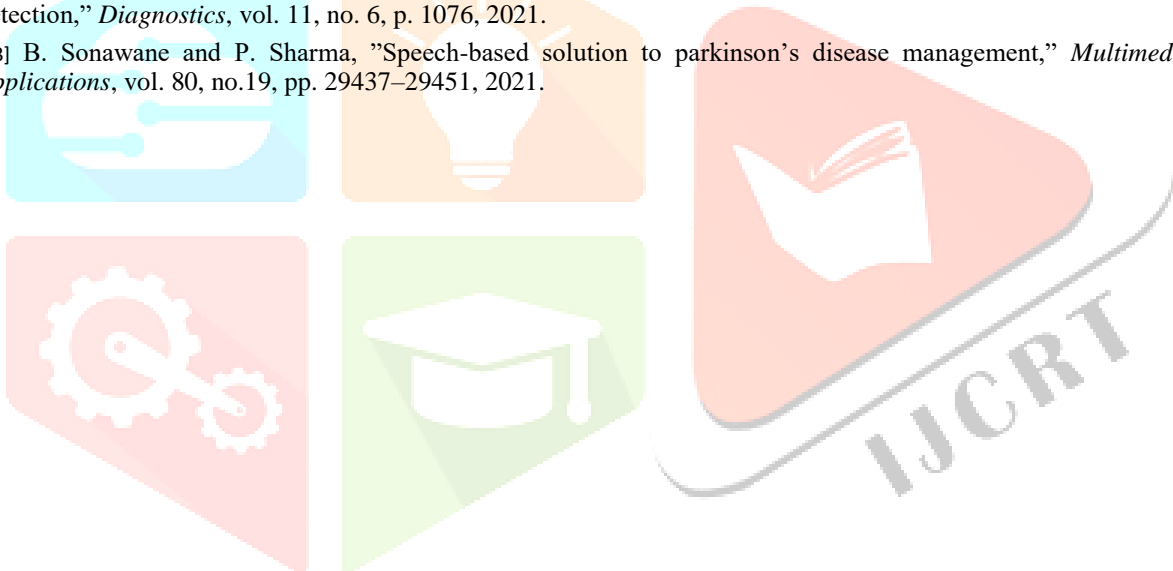 tection,” Diagnostics, vol. 11, no. 6, p. 1076, 2021.
] B. Sonawane and P. Sharma, ”Speech-based solution to parkinson’s disease management,” Multimed
plications, vol. 80, no.19, pp. 29437–29451, 2021.
IJCRT